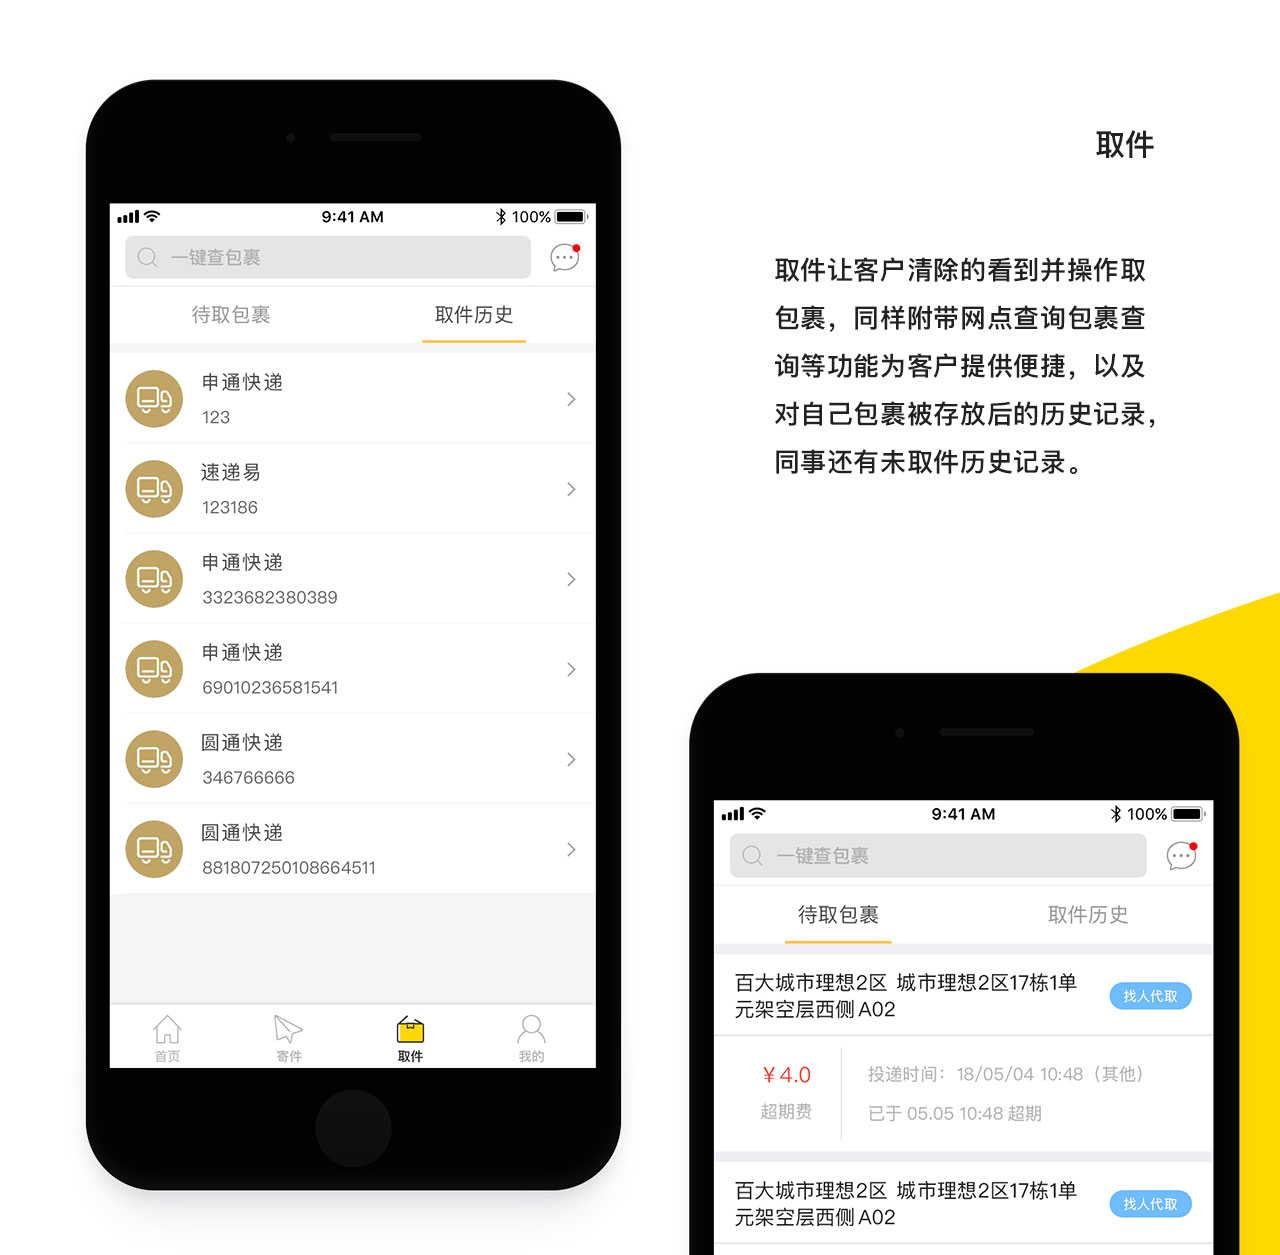 取件
取件让客户清除的看到并操作取
包裹，同样附带网点查询包裹查
询等功能为客户提供便捷，以及
对自己包裹被存放后的历史记录，
同事还有未取件历史记录。
9:41 AM
100%
一键查包裹
待取包裹 取件历史
申通快递
123
速递易
123186
申通快递
3323682380389
申通快递
69010236581541
圆通快递
346766666
圆通快递
881807250108664511
首页 寄件 取件 我的
9:41 AM
100%
一键查包裹
待取包裹 取件历史
百大城市理想2区 城市理想2区17栋1单
元架空层西侧A02
找人代取
¥4.0
超期费
投递时间：18/05/04 10:48（其他）
已于 05.05 10:48 超期
百大城市理想2区 城市理想2区17栋1单
元架空层西侧A02
找人代取